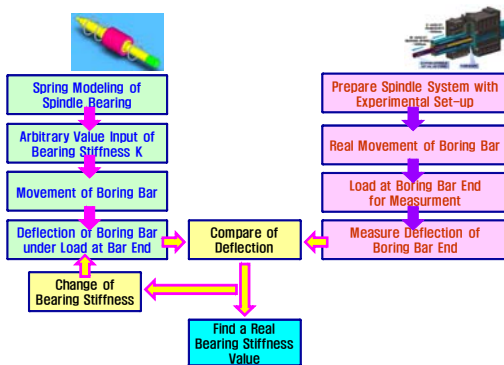 Spring Modeling of
Spindle Bearing
Arbitrary Value Input of
Bearing Stiffness K
Movement of Boring Bar
Deflection of Boring Bar
under Load at Bar End
Change of
Bearing Stiffness
Compare of
Deflection
Find a Real
Bearing Stiffness
Value
Prepare Spindle System with
Experimental Set-up
Real Movement of Boring Bar
Load at Boring Bar End
for Measurment
Measure Deflection of
Boring Bar End